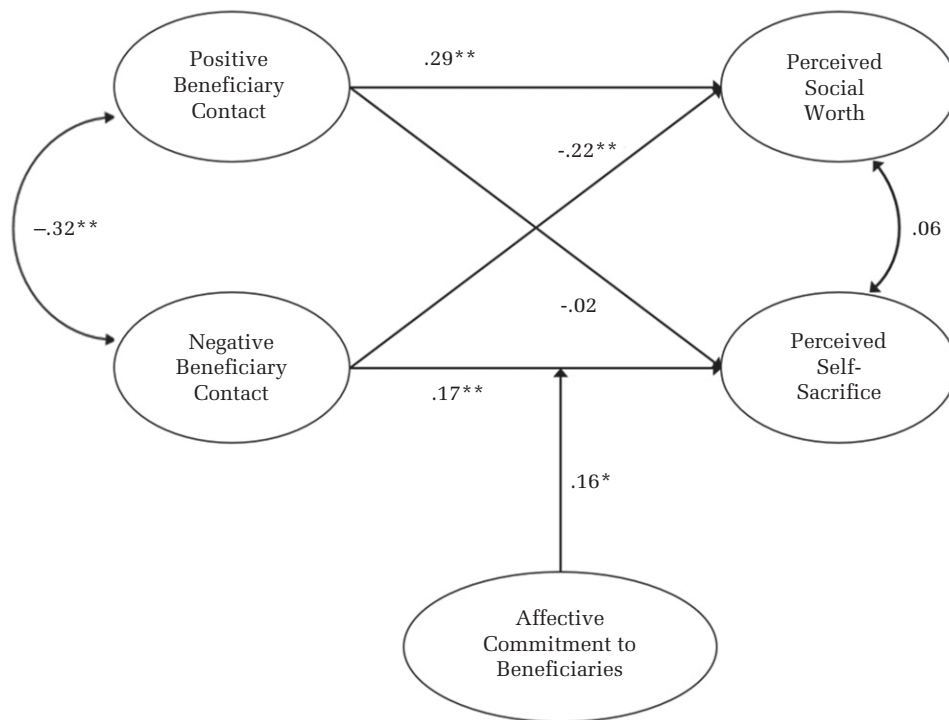 Positive
Beneficiary
Contact
.29**
Perceived
Social
Worth
-.22**
–.32**
.06
-.02
Negative
Beneficiary
Contact
.17**
Perceived
Self-
Sacrifice
.16*
Affective
Commitment to
Beneficiaries